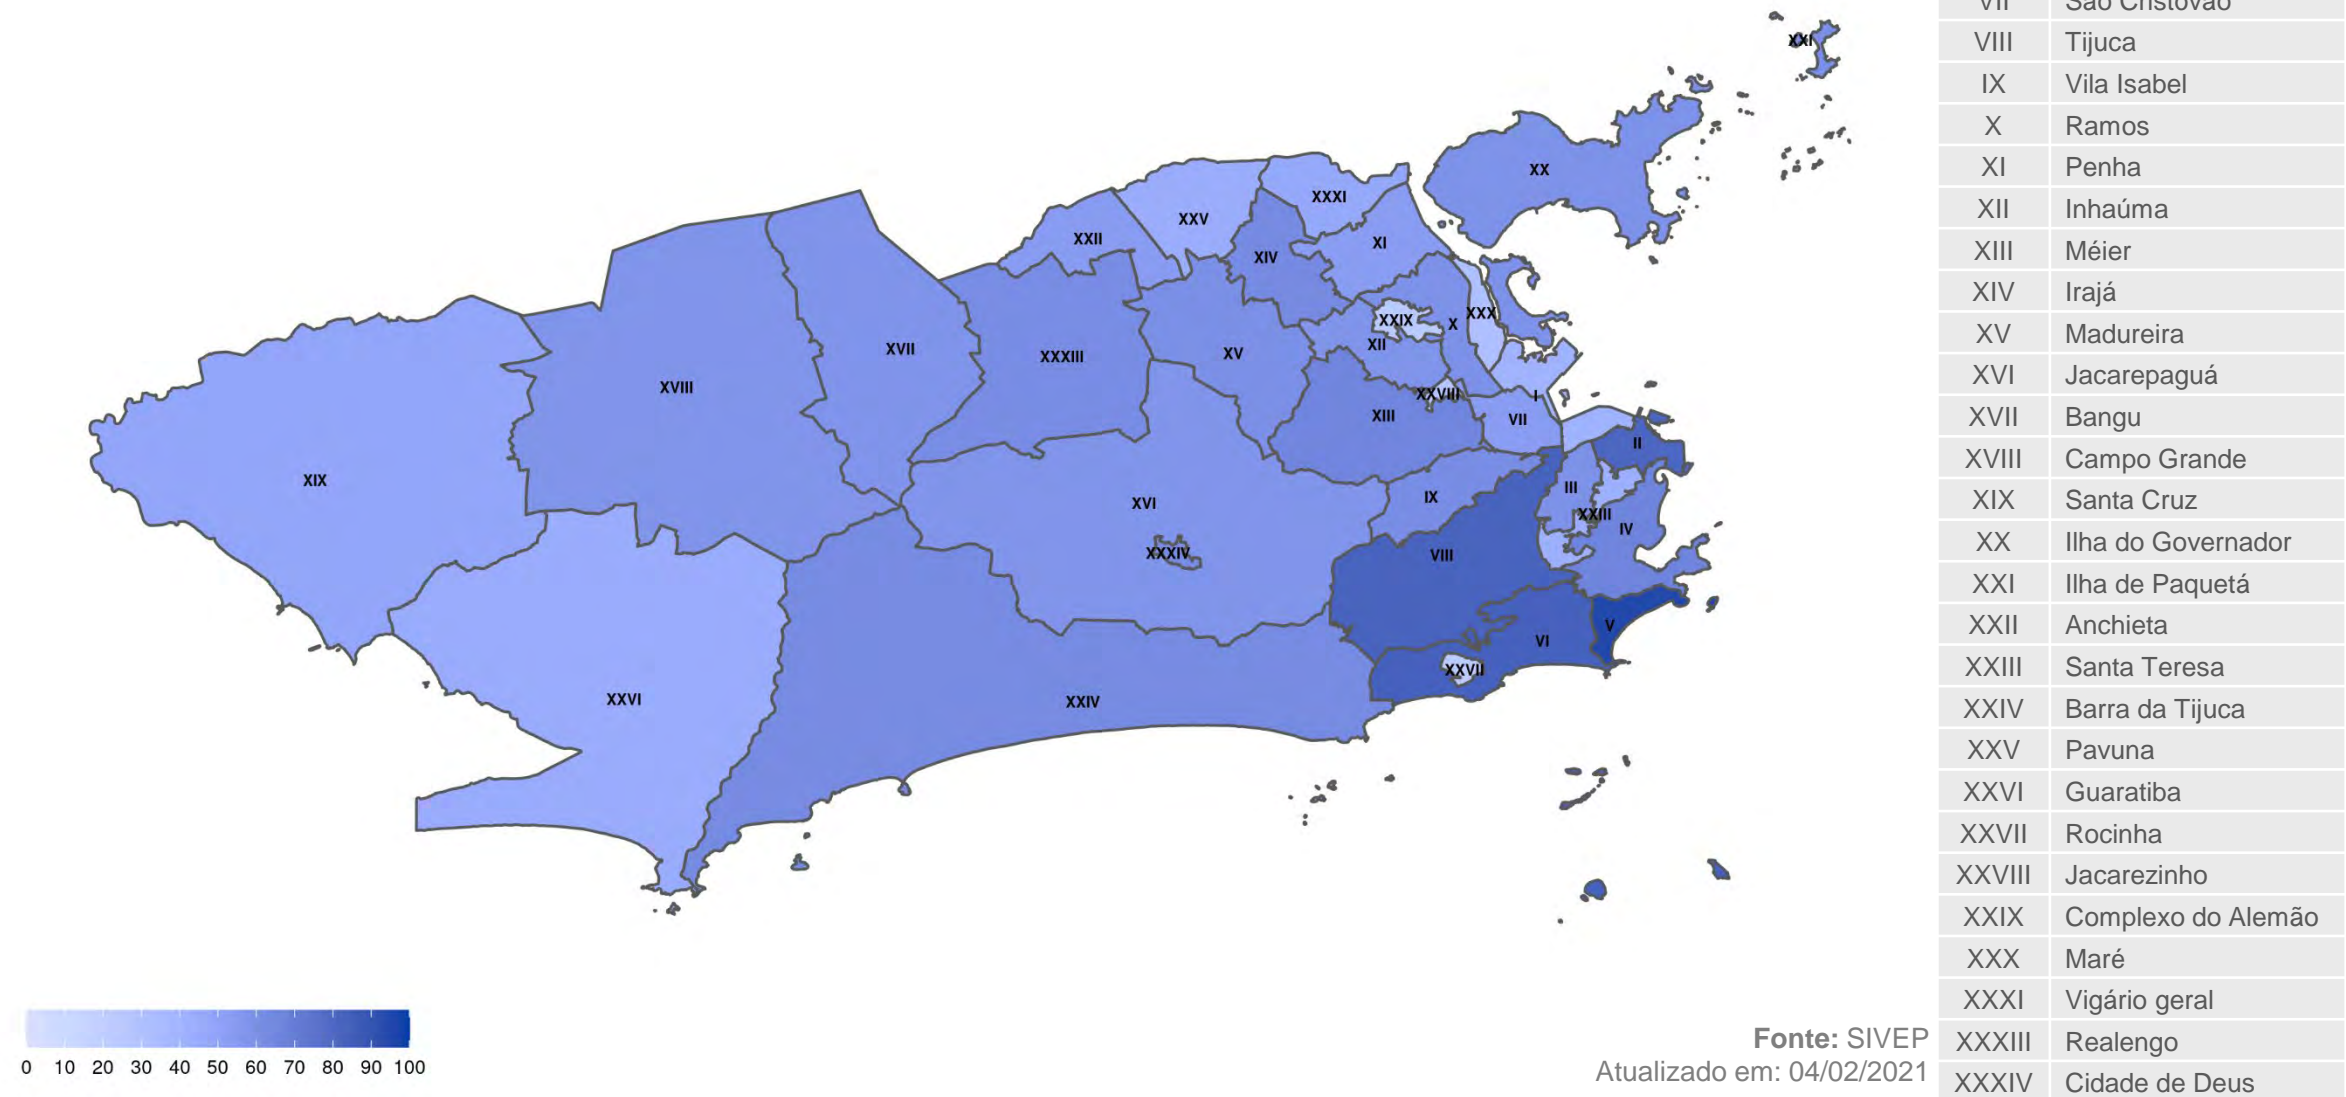 XXI
XX
XXXI
XXV
XXII
XI
XIV
XXX
XXIX
X
XII
XVII
XXXIII
XV
XVIII
XXVIII
I
XIII
VII
II
XIX
III
IX
XVI
XXIII
IV
VIII
XXXIV
V
VI
XXVII
XXVI
XXIV
0 10 20 30 40 50 60 70 80 90 100
Fonte: SIVEP
Atualizado em: 04/02/2021
VII São Cristóvão
VIII Tijuca
IX Vila Isabel
X Ramos
XI Penha
XII Inhaúma
XIII Méier
XIV Irajá
XV Madureira
XVI Jacarepaguá
XVII Bangu
XVIII Campo Grande
XIX Santa Cruz
XX Ilha do Governador
XXI Ilha de Paquetá
XXII Anchieta
XXIII Santa Teresa
XXIV Barra da Tijuca
XXV Pavuna
XXVI Guaratiba
XXVII Rocinha
XXVIII Jacarezinho
XXIX Complexo do Alemão
XXX Maré
XXXI Vigário geral
XXXIII Realengo
XXXIV Cidade de Deus